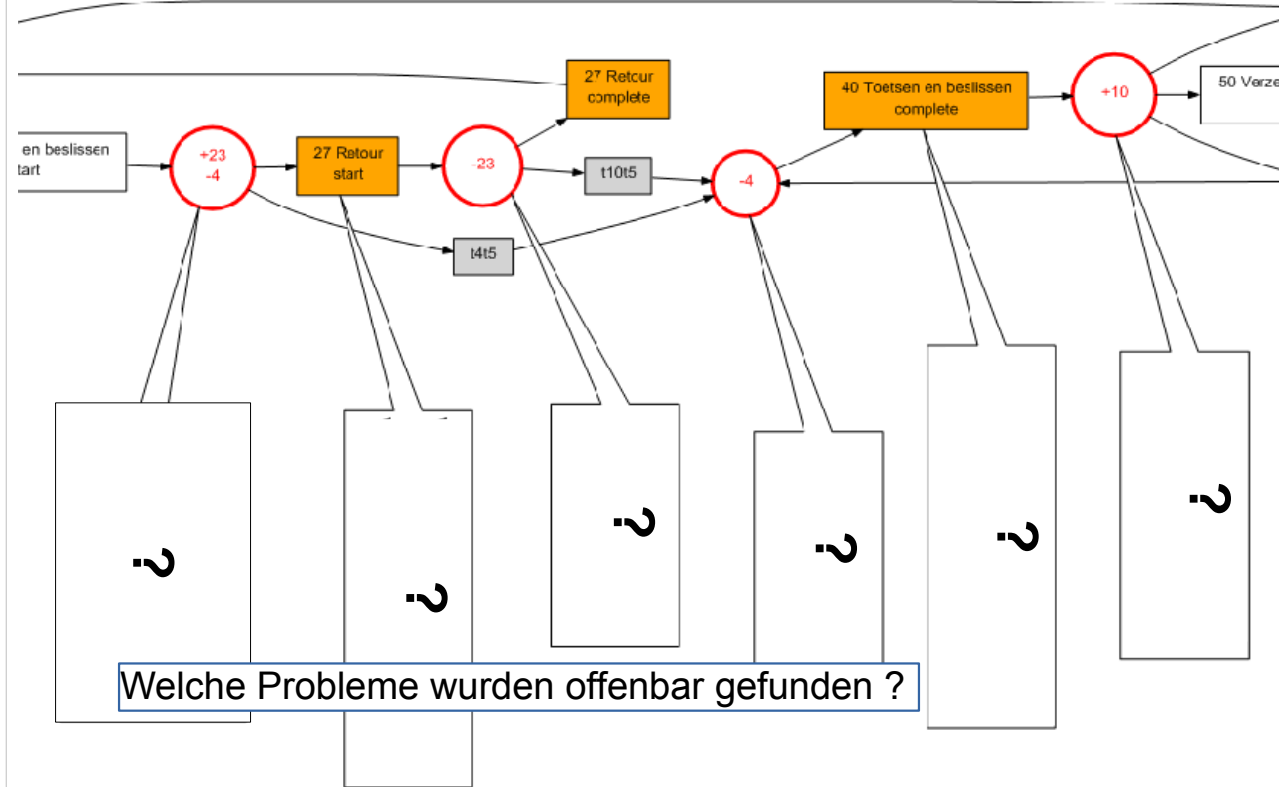 27 Retour
complete
40 Toetsen en beslissen
complete
+10
50 Verze
en beslissen
tart
+23
-4
27 Retour
start
-23
t10t5
-4
t4t5
?
?
?
?
?
?
Welche Probleme wurden offenbar gefunden ?